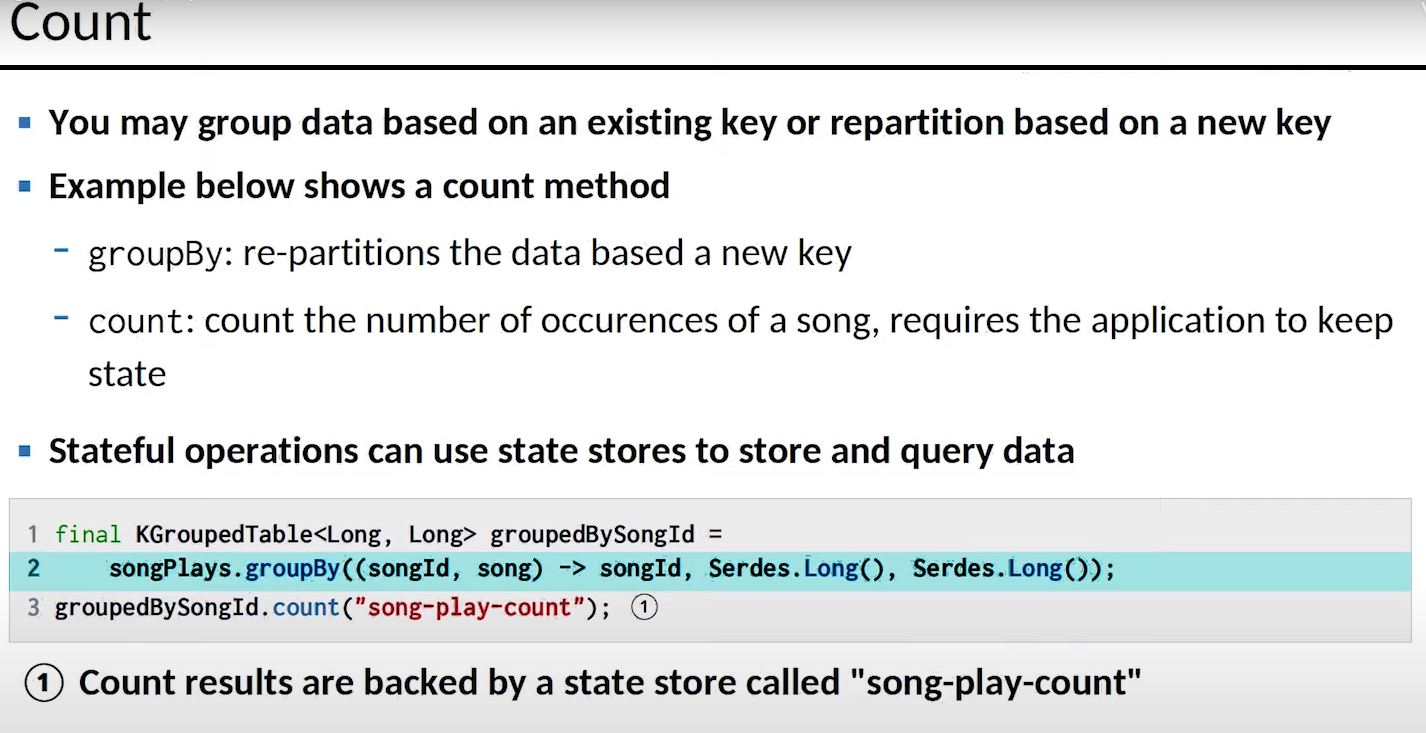 Count
▪ You may group data based on an existing key or repartition based on a new key
▪ Example below shows a count method
– groupBy: re-partitions the data based a new key
– count: count the number of occurences of a song, requires the application to keep
state
▪ Stateful operations can use state stores to store and query data
1 final KGroupedTable<Long, Long> groupedBySongId =
2 songPlays.groupBy((songId, song) -> songId, Serdes.Long(), Serdes.Long());
3 groupedBySongId.count("song-play-count"); ①
① Count results are backed by a state store called "song-play-count"